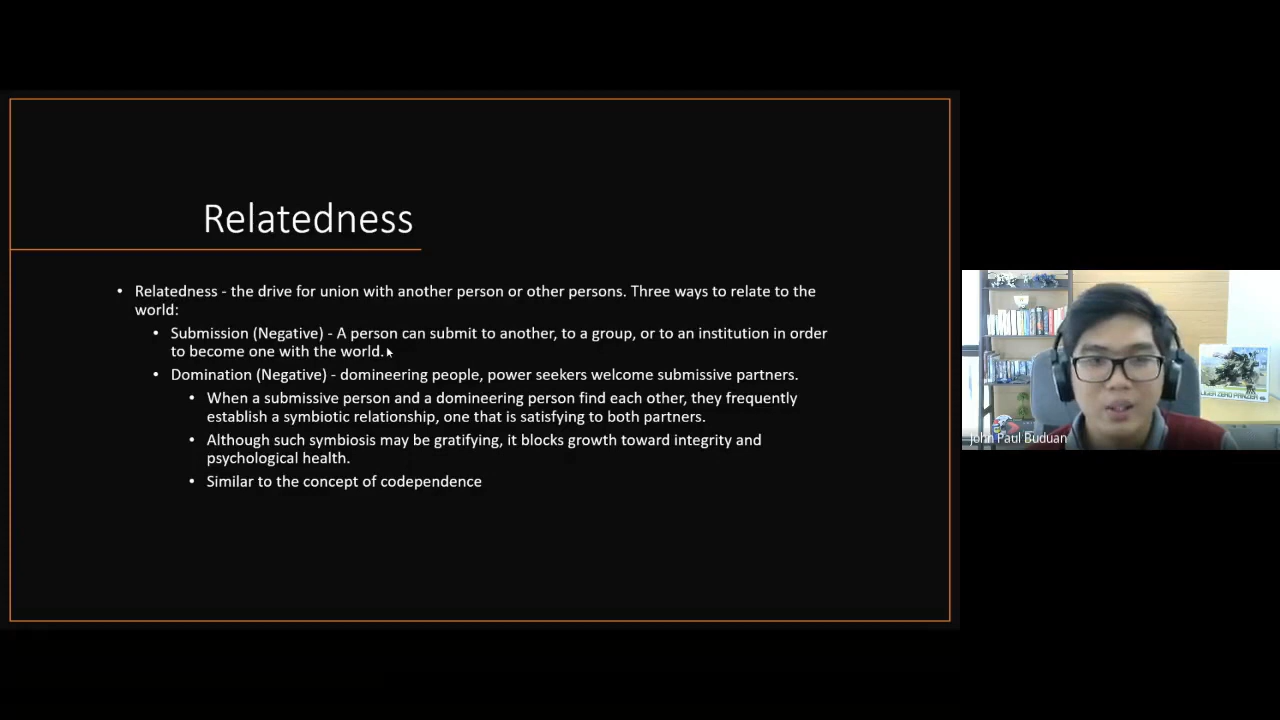 Relatedness
• Relatedness - the drive for union with another person or other persons. Three ways to relate to the
world:
• Submission (Negative) - A person can submit to another, to a group, or to an institution in order
to become one with the world.
• Domination (Negative) - domineering people, power seekers welcome submissive partners.
• When a submissive person and a domineering person find each other, they frequently
establish a symbiotic relationship, one that is satisfying to both partners.
• Although such symbiosis may be gratifying, it blocks growth toward integrity and
psychological health.
• Similar to the concept of codependence
LIGER ZERO PANZER
John Paul Buduan